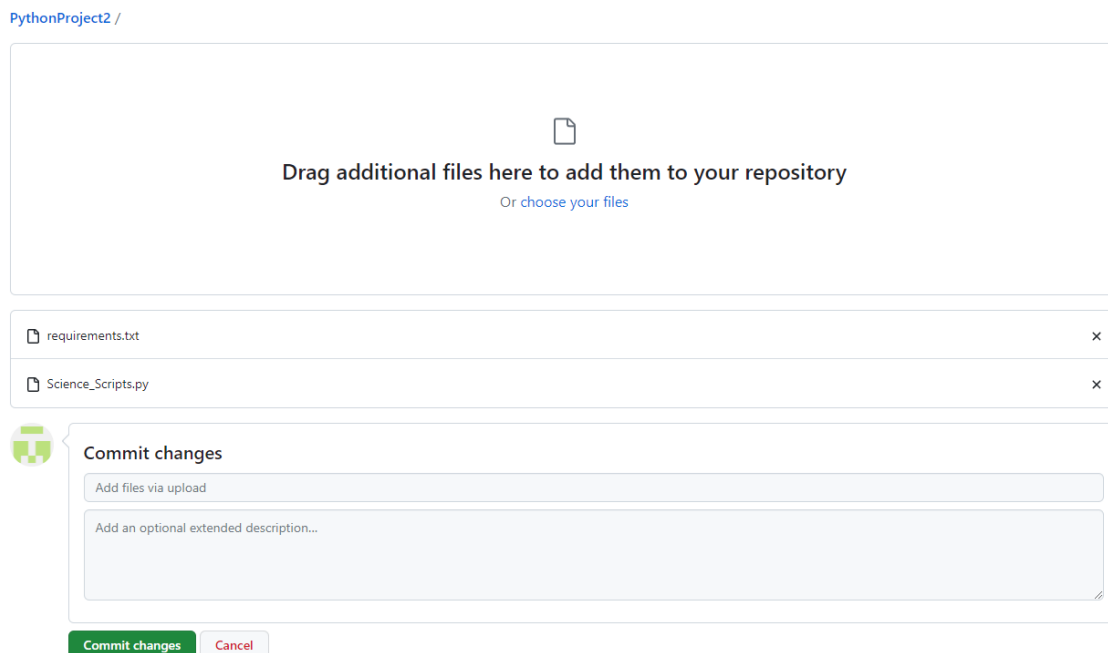 PythonProject2 /
Drag additional files here to add them to your repository
Or choose your files
requirements.txt
Science_Scripts.py
Commit changes
Add files via upload
Add an optional extended description...
Commit changes
Cancel